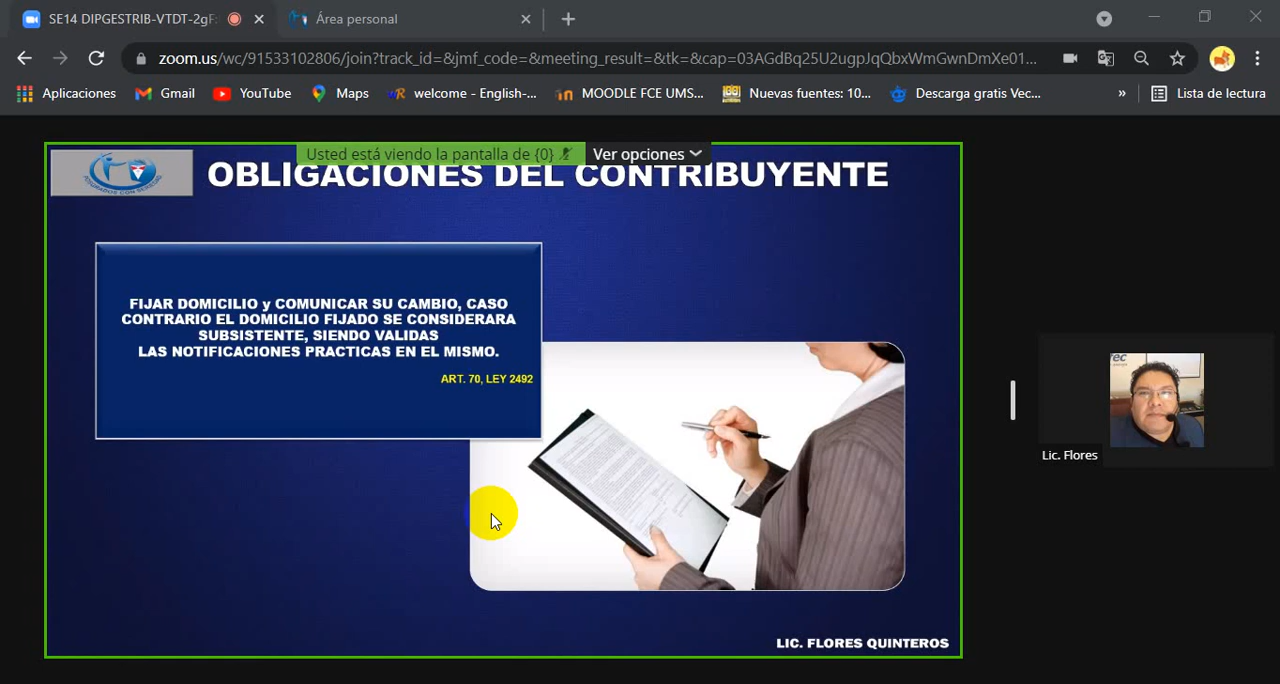 SE14 DIPGESTRIB-VTDT-2gF
Área personal
zoom.us/wc/91533102806/join?track_id=&jmf_code=&meeting_result=&tk=&cap=03AGdBq25U2ugpJqQbxWmGwnDmXe01...
Aplicaciones
Gmail
YouTube
Maps
welcome - English-...
MOODLE FCE UMS...
Nuevas fuentes: 10...
Descarga gratis Vec...
»
Lista de lectura
Usted está viendo la pantalla de {0}
Ver opciones
OBLIGACIONES DEL CONTRIBUYENTE
FIJAR DOMICILIO y COMUNICAR SU CAMBIO, CASO
CONTRARIO EL DOMICILIO FIJADO SE CONSIDERARA
SUBSISTENTE, SIENDO VALIDAS
LAS NOTIFICACIONES PRACTICAS EN EL MISMO.
ART. 70, LEY 2492
Lic. Flores
LIC. FLORES QUINTEROS